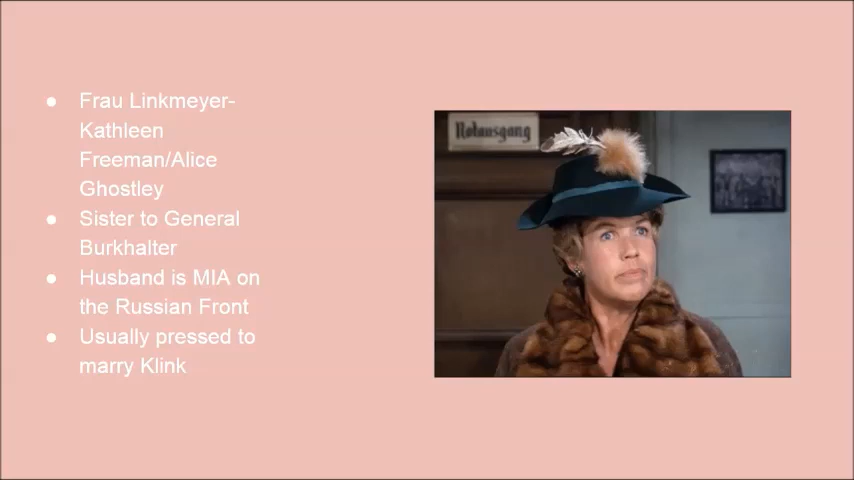 ● Frau Linkmeyer-
Kathleen
Freeman/Alice
Ghostley
● Sister to General
Burkhalter
● Husband is MIA on
the Russian Front
● Usually pressed to
marry Klink
Notausgang